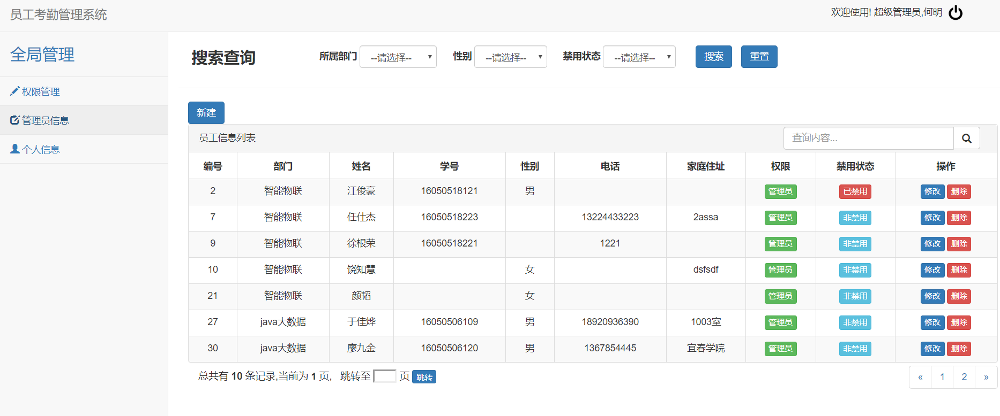 员工考勤管理系统
欢迎使用! 超级管理员,何明
全局管理
权限管理
管理员信息
个人信息
搜索查询 所属部门 --请选择-- 性别 --请选择-- 禁用状态 --请选择-- 搜索 重置
新建
员工信息列表 查询内容...
编号 部门 姓名 学号 性别 电话 家庭住址 权限 禁用状态 操作
2 智能物联 江俊豪 16050518121 男 管理员 已禁用 修改 删除
7 智能物联 任仕杰 16050518223 13224433223 2assa 管理员 非禁用 修改 删除
9 智能物联 徐根荣 16050518221 1221 管理员 非禁用 修改 删除
10 智能物联 饶知慧 女 dsfsdf 管理员 非禁用 修改 删除
21 智能物联 颜韬 女 管理员 非禁用 修改 删除
27 java大数据 于佳烨 16050506109 男 18920936390 1003室 管理员 非禁用 修改 删除
30 java大数据 廖九金 16050506120 男 1367854445 宜春学院 管理员 非禁用 修改 删除
总共有 10 条记录,当前为 1 页, 跳转至 页 跳转 « 1 2 »